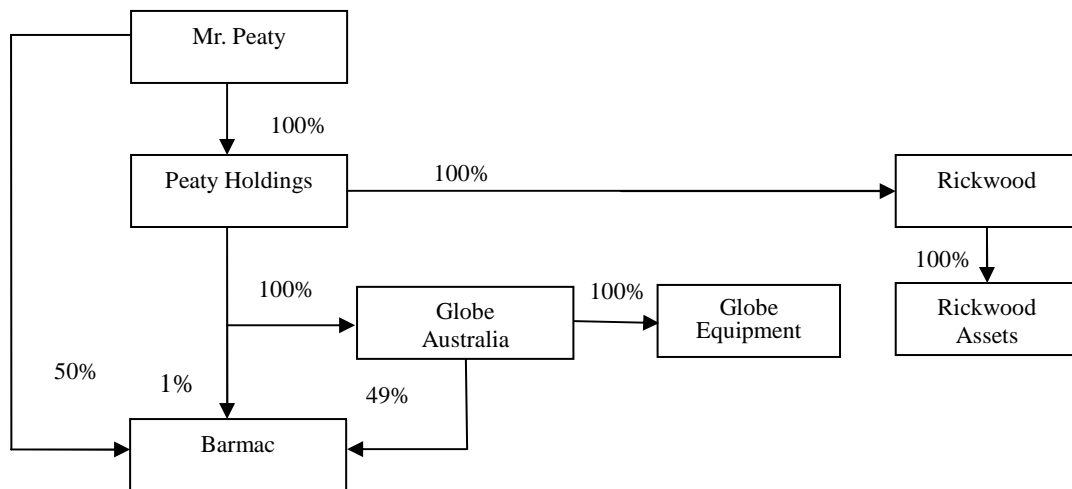 Mr. Peaty
100%
Peaty Holdings
100%
Rickwood
100%
100%
100%
Globe
Australia
Globe
Equipment
Rickwood
Assets
50%
1%
49%
Barmac